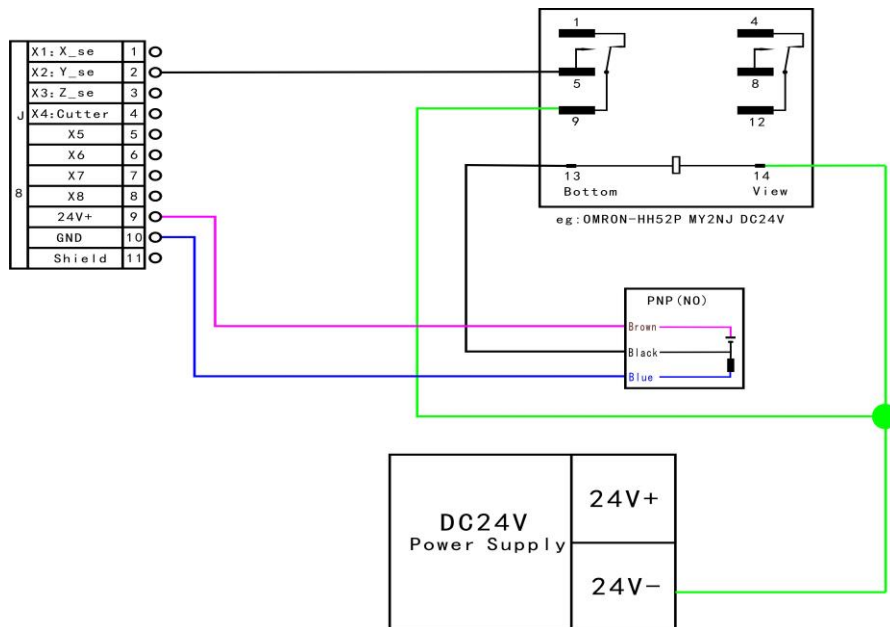 X1: X_se 1
X2: Y_se 2
X3: Z_se 3
X4:Cutter 4
X5 5
X6 6
X7 7
X8 8
24V+ 9
GND 10
Shield 11
J
8
1
4
5
8
9
12
13
14
Bottom
View
eg:OMRON-HH52P MY2NJ DC24V
PNP(NO)
Brown
Black
Blue
DC24V
Power Supply
24V+
24V-